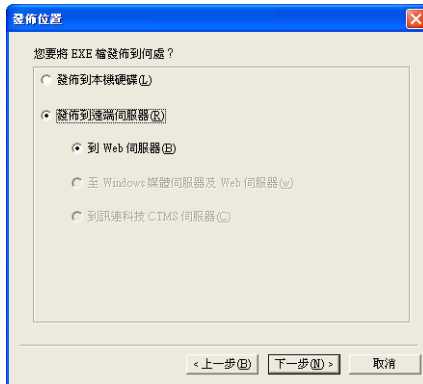 發佈位置
您要將 EXE 檔發佈到何處？
發佈到本機硬碟(L)
發佈到遠端伺服器(R)
到 Web 伺服器(B)
至 Windows 媒體伺服器及 Web 伺服器(w)
到訊連科技 CTMS 伺服器(C)
<上一步(B) 下一步(N)> 取消